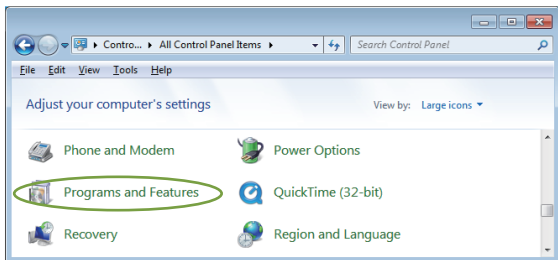 Contro... All Control Panel Items Search Control Panel
File Edit View Tools Help
Adjust your computer's settings View by: Large icons
Phone and Modem Power Options
Programs and Features QuickTime (32-bit)
Recovery Region and Language